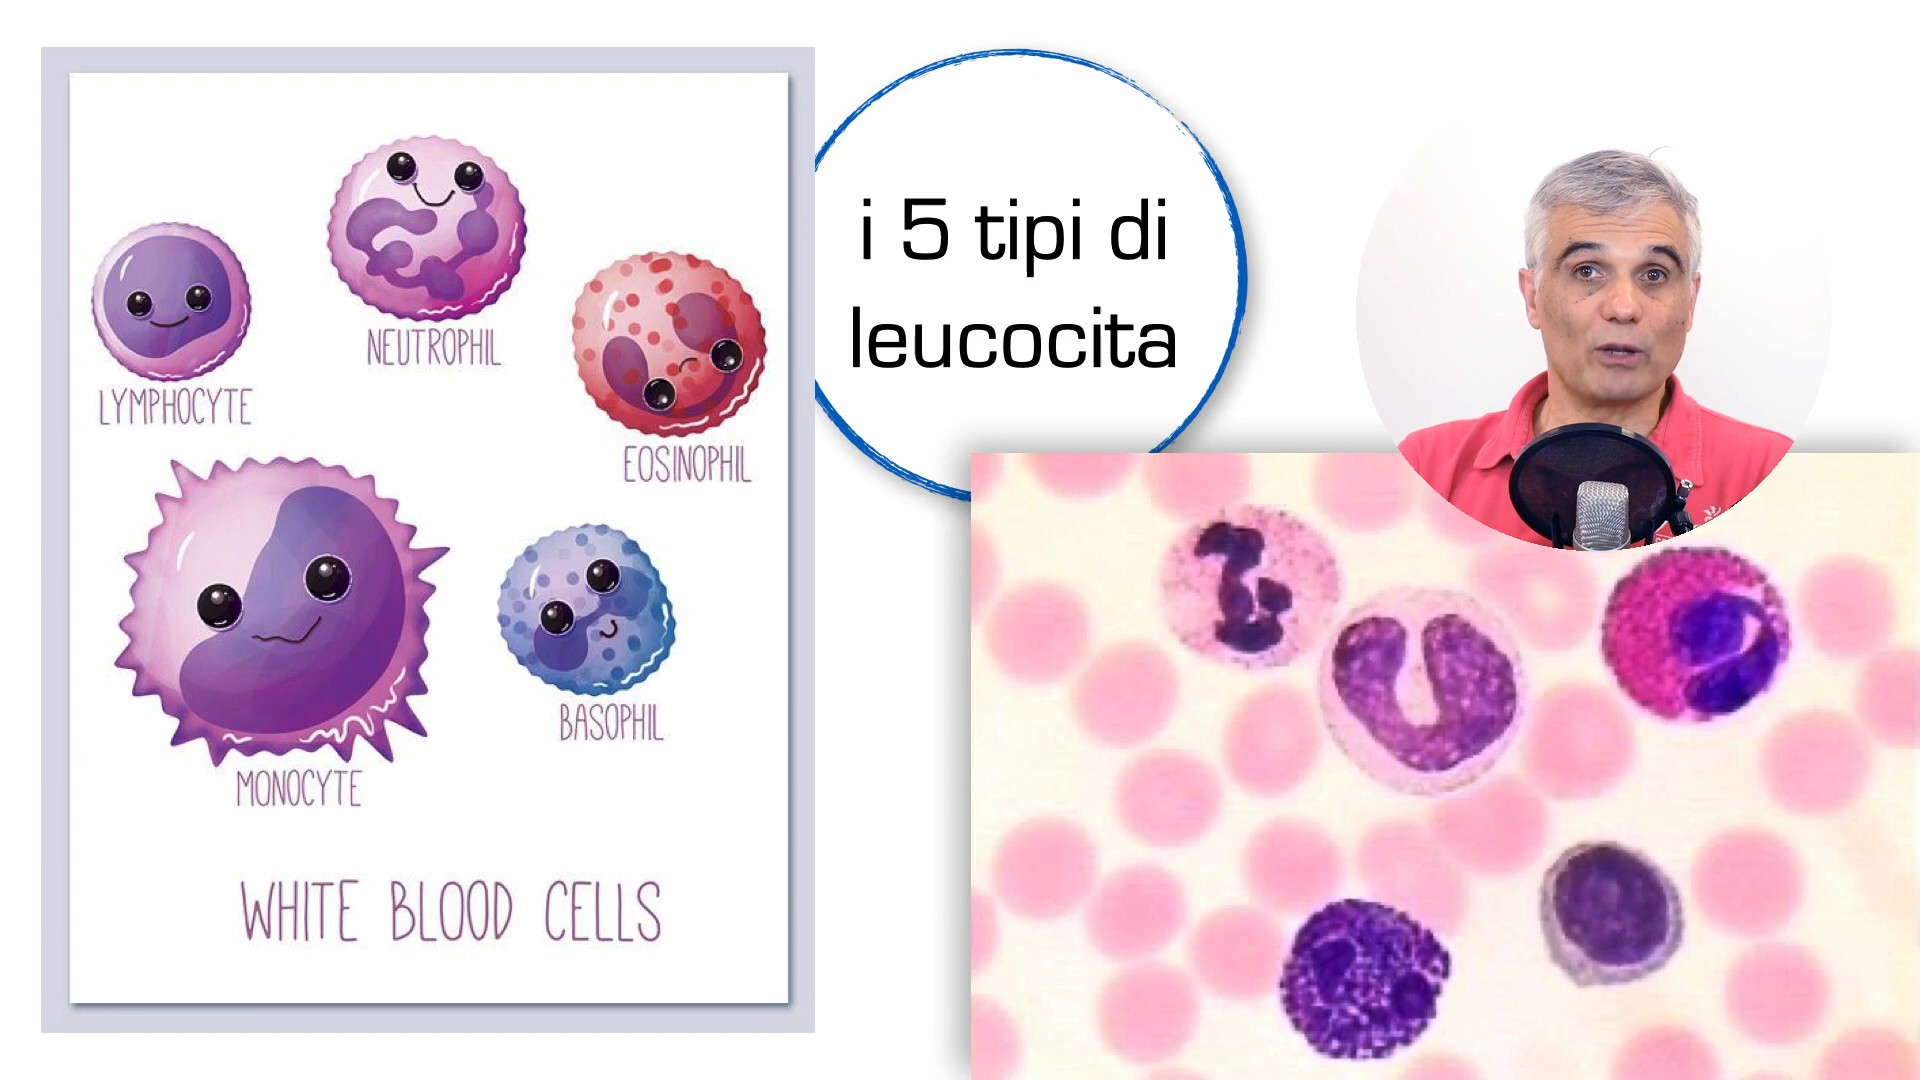 NEUTROPHIL
LYMPHOCYTE
EOSINOPHIL
BASOPHIL
MONOCYTE
WHITE BLOOD CELLS
i 5 tipi di
leucocita